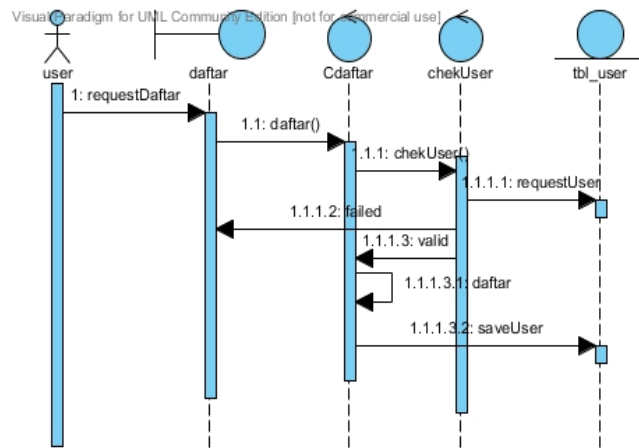 Visual Paradigm for UML Community Edition [not for commercial use]
user
daftar
Cdaftar
chekUser
tbl_user
1: requestDaftar
1.1: daftar()
1.1.1: chekUser()
1.1.1.1: requestUser
1.1.1.2: failed
1.1.1.3: valid
1.1.1.3.1: daftar
1.1.1.3.2: saveUser